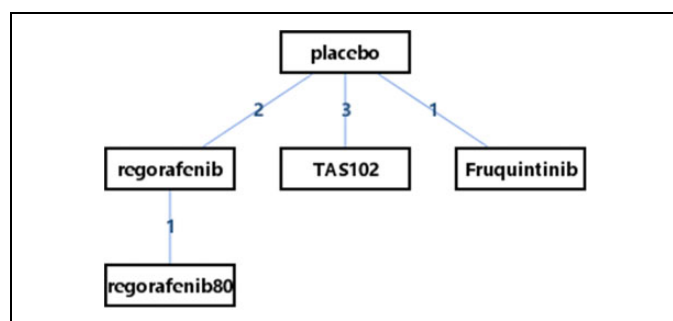 placebo
2
3
1
regorafenib
TAS102
Fruquintinib
1
regorafenib80